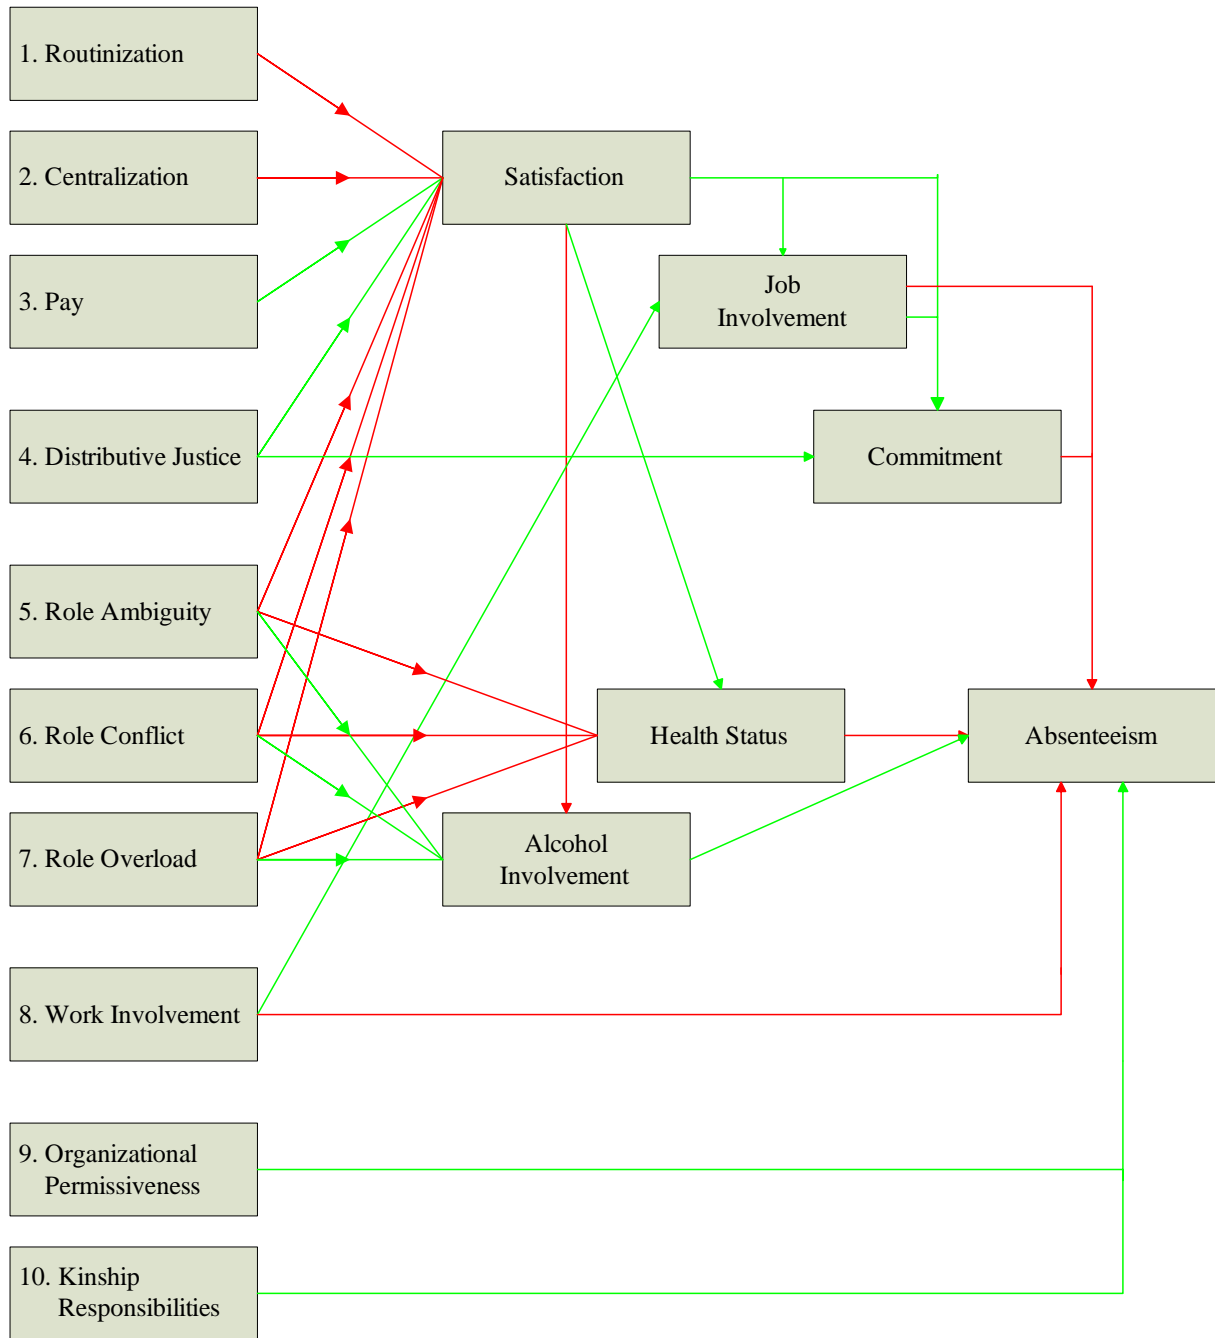 1. Routinization
2. Centralization
Satisfaction
3. Pay
Job
Involvement
4. Distributive Justice
Commitment
5. Role Ambiguity
6. Role Conflict
Health Status
Absenteeism
7. Role Overload
Alcohol
Involvement
8. Work Involvement
9. Organizational
Permissiveness
10. Kinship
Responsibilities